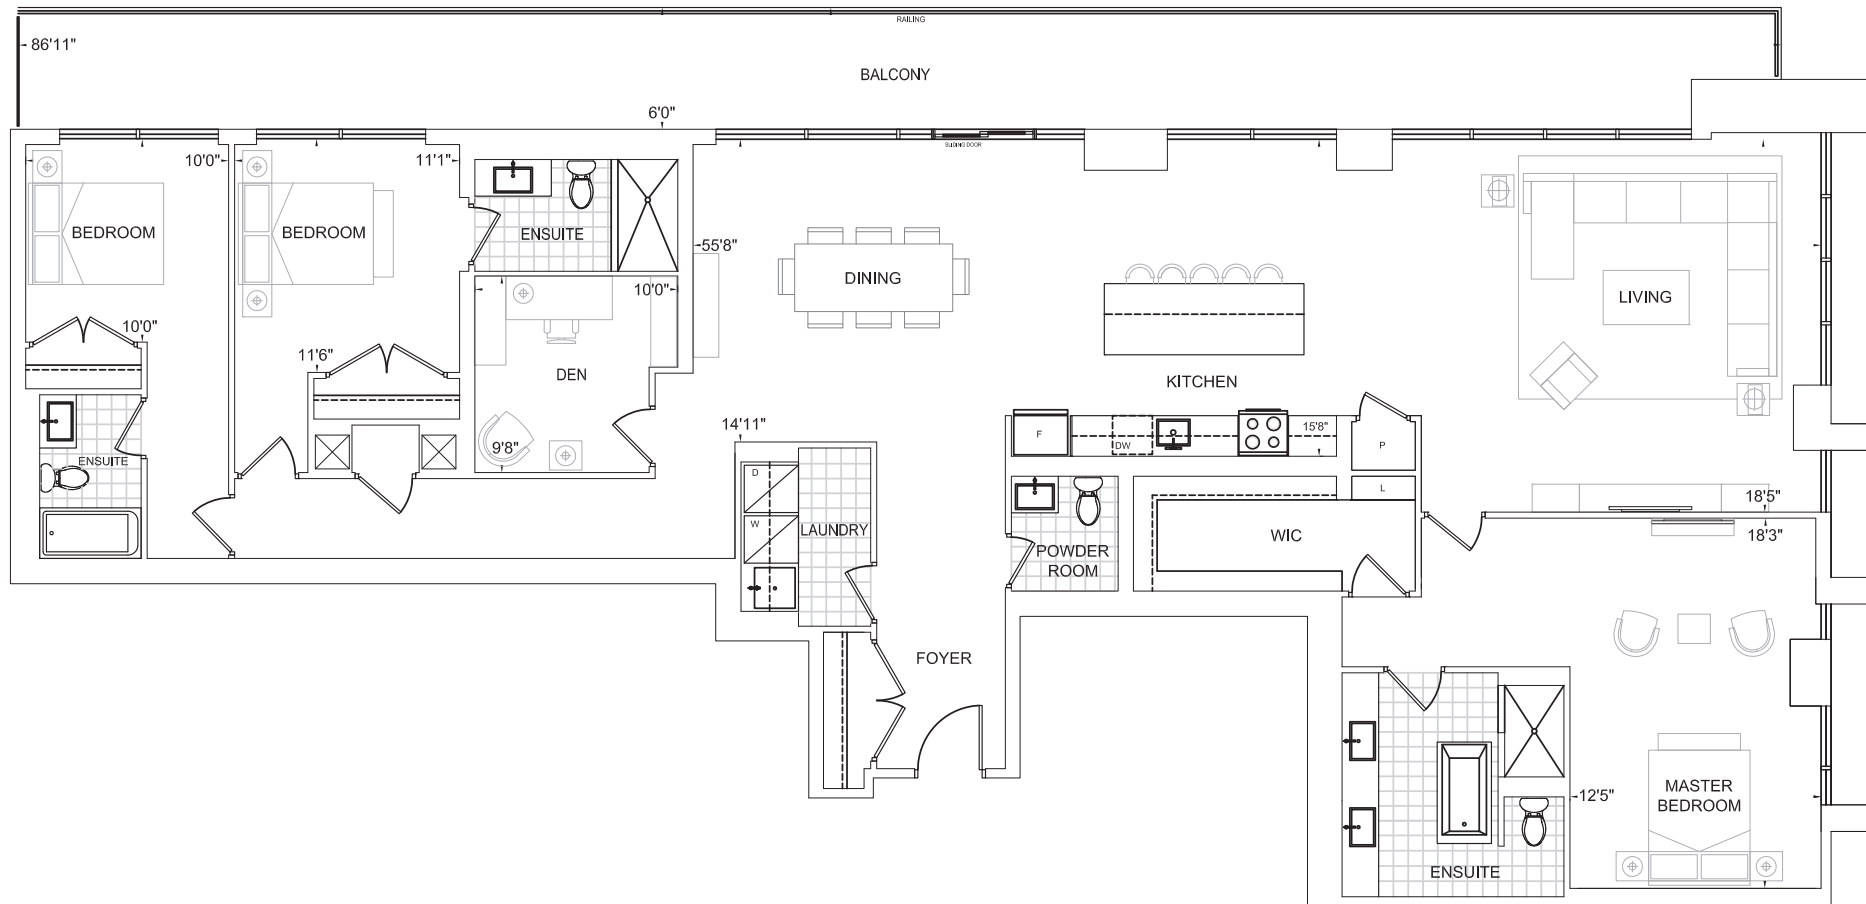 RAILING
86'11"
BALCONY
6'0"
SLIDING DOOR
10'0"
11'1"
BEDROOM
BEDROOM
ENSUITE
55'8"
DINING
10'0"
LIVING
10'0"
11'6"
DEN
KITCHEN
14'11"
15'8"
F
DW
P
9'8"
ENSUITE
D
L
18'5"
W
LAUNDRY
WIC
18'3"
POWDER
ROOM
FOYER
MASTER
BEDROOM
12'5"
ENSUITE